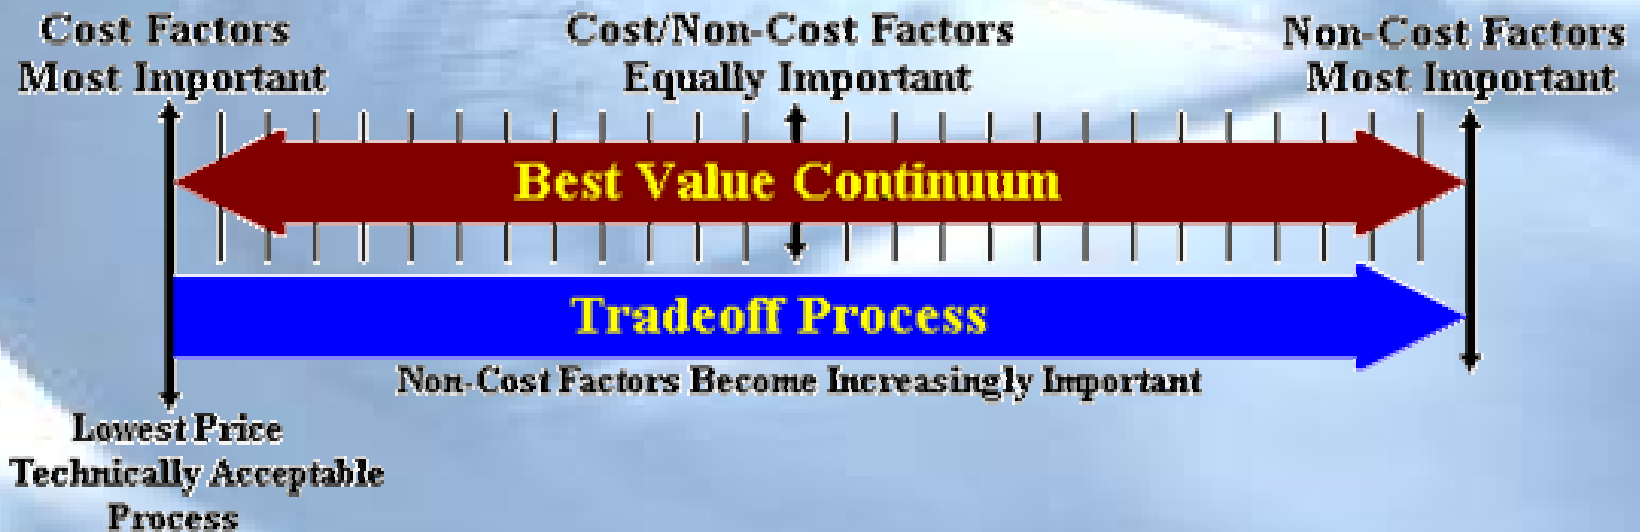 Cost Factors
Most Important
Cost/Non-Cost Factors
Equally Important
Non-Cost Factors
Most Important
Best Value Continuum
Tradeoff Process
Non-Cost Factors Become Increasingly Important
Lowest Price
Technically Acceptable
Process